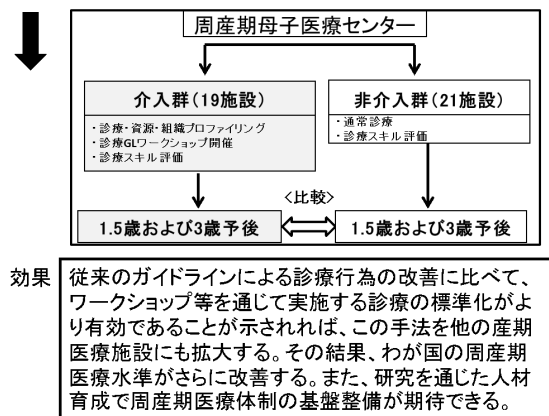 周産期母子医療センター
介入群(19施設)
・診療・資源・組織プロファイリング
・診療GLワークショップ開催
・診療スキル評価
非介入群(21施設)
・通常診療
・診療スキル評価
<比較>
1.5歳および3歳予後
1.5歳および3歳予後
効果
従来のガイドラインによる診療行為の改善に比べて、
ワークショップ等を通じて実施する診療の標準化がよ
り有効であることが示されれば、この手法を他の産期
医療施設にも拡大する。その結果、わが国の周産期
医療水準がさらに改善する。また、研究を通じた人材
育成で周産期医療体制の基盤整備が期待できる。